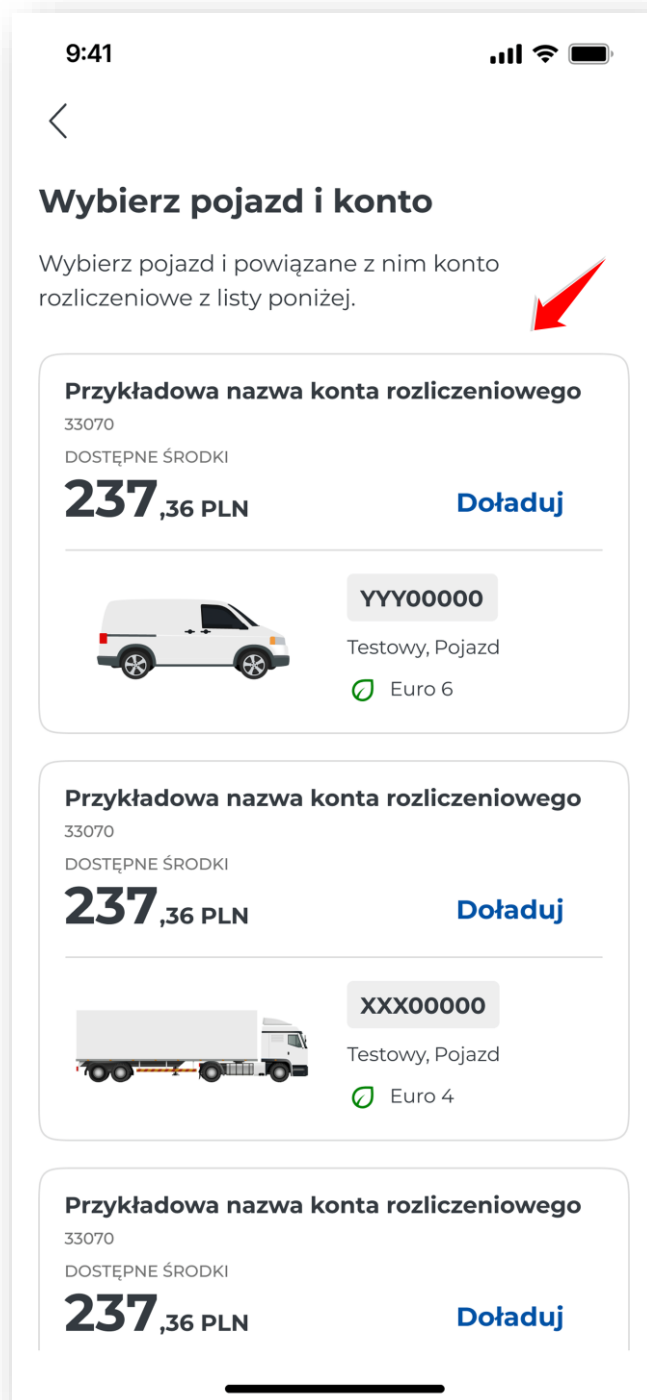 9:41
Wybierz pojazd i konto
Wybierz pojazd i powiązane z nim konto
rozliczeniowe z listy poniżej.
Przykładowa nazwa konta rozliczeniowego
33070
DOSTĘPNE ŚRODKI
237,36 PLN Doładuj
YYY00000
Testowy, Pojazd
Euro 6
Przykładowa nazwa konta rozliczeniowego
33070
DOSTĘPNE ŚRODKI
237,36 PLN Doładuj
XXX00000
Testowy, Pojazd
Euro 4
Przykładowa nazwa konta rozliczeniowego
33070
DOSTĘPNE ŚRODKI
237,36 PLN Doładuj